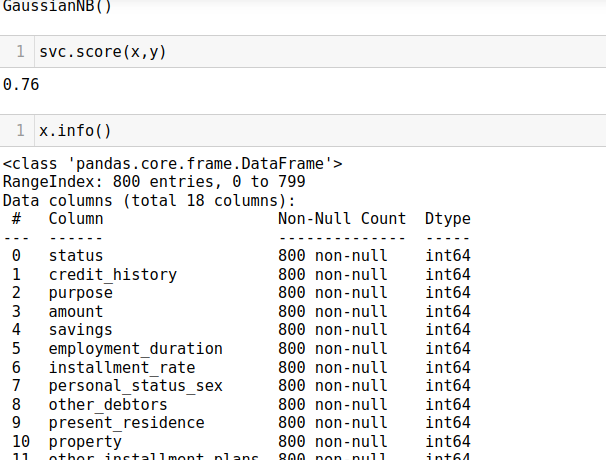 GaussianNB()
1 svc.score(x,y)
0.76
1 x.info()
<class 'pandas.core.frame.DataFrame'>
RangeIndex: 800 entries, 0 to 799
Data columns (total 18 columns):
 #   Column                Non-Null Count  Dtype
---  ------                --------------  -----
 0   status                800 non-null    int64
 1   credit_history        800 non-null    int64
 2   purpose               800 non-null    int64
 3   amount                800 non-null    int64
 4   savings               800 non-null    int64
 5   employment_duration   800 non-null    int64
 6   installment_rate      800 non-null    int64
 7   personal_status_sex   800 non-null    int64
 8   other_debtors         800 non-null    int64
 9   present_residence     800 non-null    int64
 10  property              800 non-null    int64
 11  other_installment_plans  800 non-null    int64